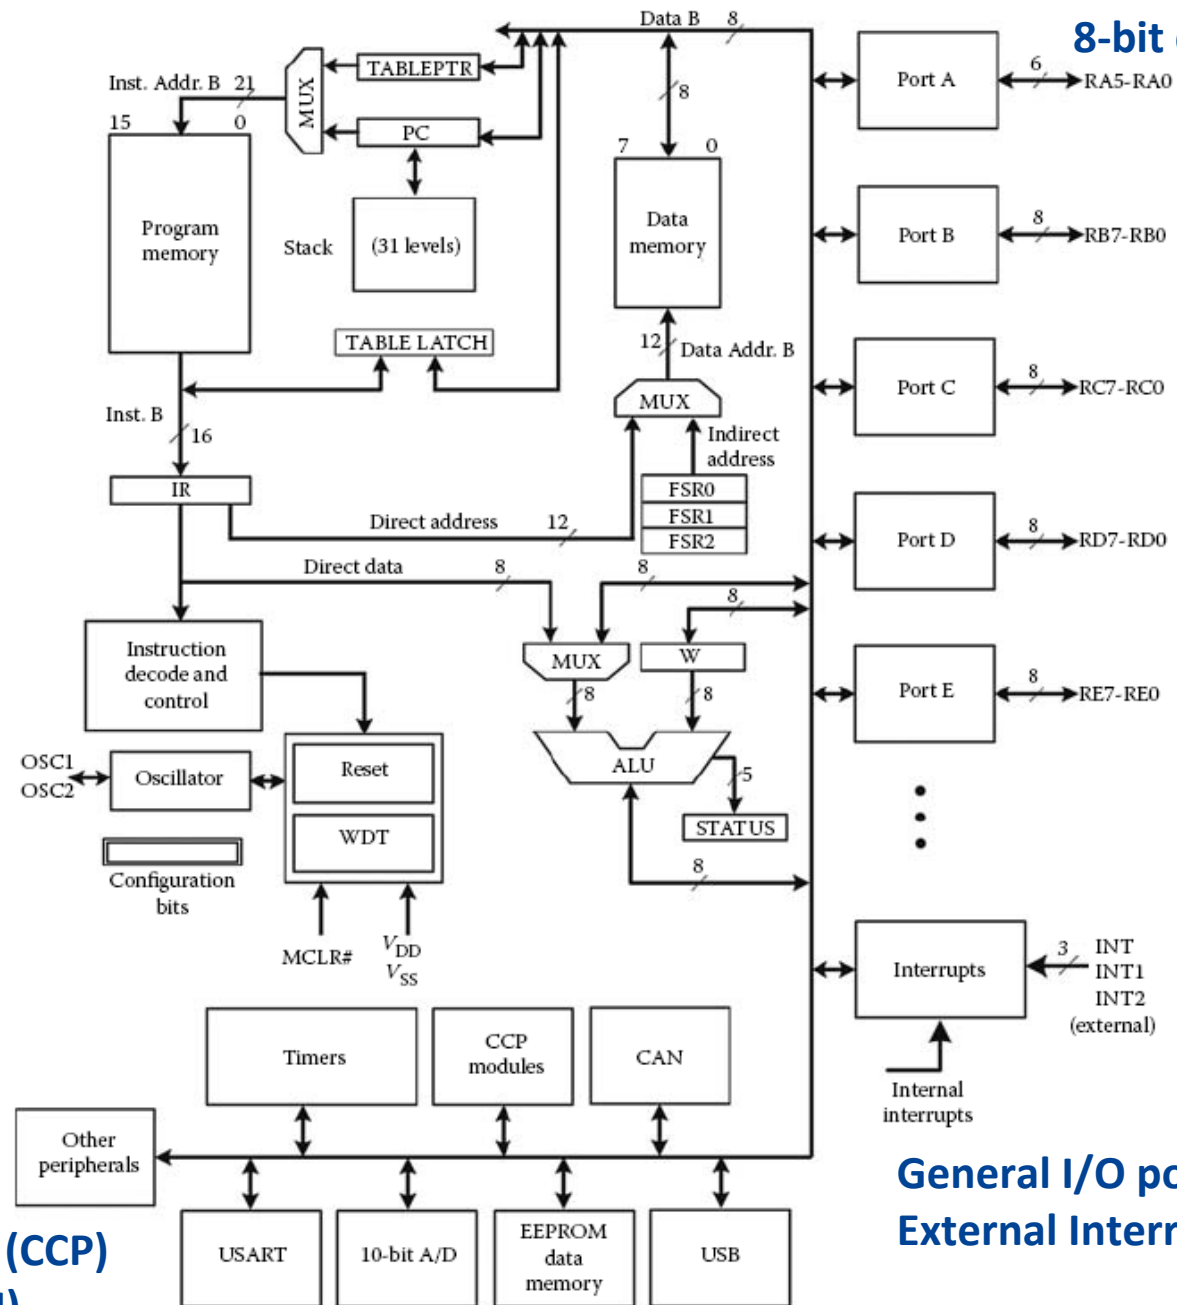 Data B 8
8-bit
TABLEPTR
Inst. Addr. B 21
MUX
15 0
PC
Program
memory
Stack
(31 levels)
8
7 0
Data
memory
12
Data Addr. B
TABLE LATCH
MUX
Inst. B
16
Indirect
address
IR
FSR0
FSR1
FSR2
Direct address 12
Direct data 8
8
8
Instruction
decode and
control
MUX
W
8
8
ALU
5
STATUS
8
OSC1
OSC2
Oscillator
Reset
WDT
Configuration
bits
MCLR#
VDD
VSS
Port A
6
RA5-RA0
Port B
8
RB7-RB0
Port C
8
RC7-RC0
Port D
8
RD7-RD0
Port E
8
RE7-RE0
Interrupts
3
INT
INT1
INT2
(external)
Internal
interrupts
Timers
CCP
modules
CAN
Other
peripherals
USART
10-bit A/D
EEPROM
data
memory
USB
General I/O
External
(CCP)